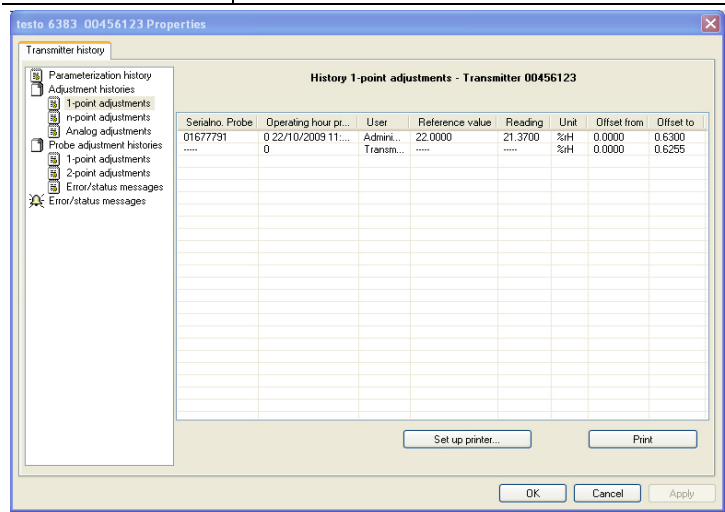 testo 6383 00456123 Properties
Transmitter history
Parameterization history
Adjustment histories
1-point adjustments
n-point adjustments
Analog adjustments
Probe adjustment histories
1-point adjustments
2-point adjustments
Error/status messages
Error/status messages
History 1-point adjustments - Transmitter 00456123
Serialno. Probe Operating hour pr... User Reference value Reading Unit Offset from Offset to
01677791 0 22/10/2009 11:... Admini... 22.0000 21.3700 %rH 0.0000 0.6300
----- 0 Transm... ----- ----- %rH 0.0000 0.6255
Set up printer... Print
OK Cancel Apply